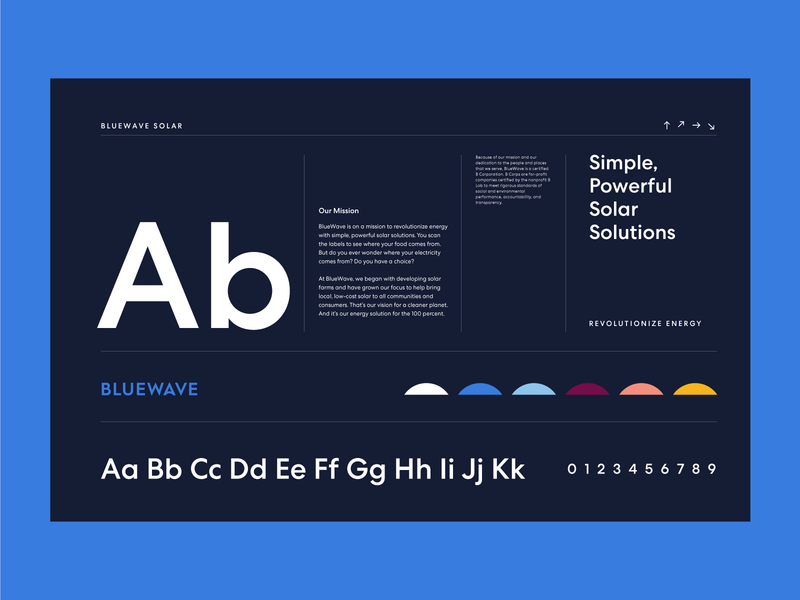 BLUEWAVE SOLAR
↑ ↗ → ↘
Ab
Our Mission
BlueWave is on a mission to revolutionize energy
with simple, powerful solar solutions. You scan
the labels to see where your food comes from.
But do you ever wonder where your electricity
comes from? Do you have a choice?
At BlueWave, we began with developing solar
farms and have grown our focus to help bring
local, low-cost solar to all communities and
consumers. That's our vision for a cleaner planet.
And it's our energy solution for the 100 percent.
Because of our mission and our
dedication to the people and places
that we serve, BlueWave is a certified
B Corporation. B Corps are for-profit
companies certified by the nonprofit B
Lab to meet rigorous standards of
social and environmental
performance, accountability, and
transparency.
Simple,
Powerful
Solar
Solutions
REVOLUTIONIZE ENERGY
BLUEWAVE
Aa Bb Cc Dd Ee Ff Gg Hh Ii Jj Kk
0 1 2 3 4 5 6 7 8 9